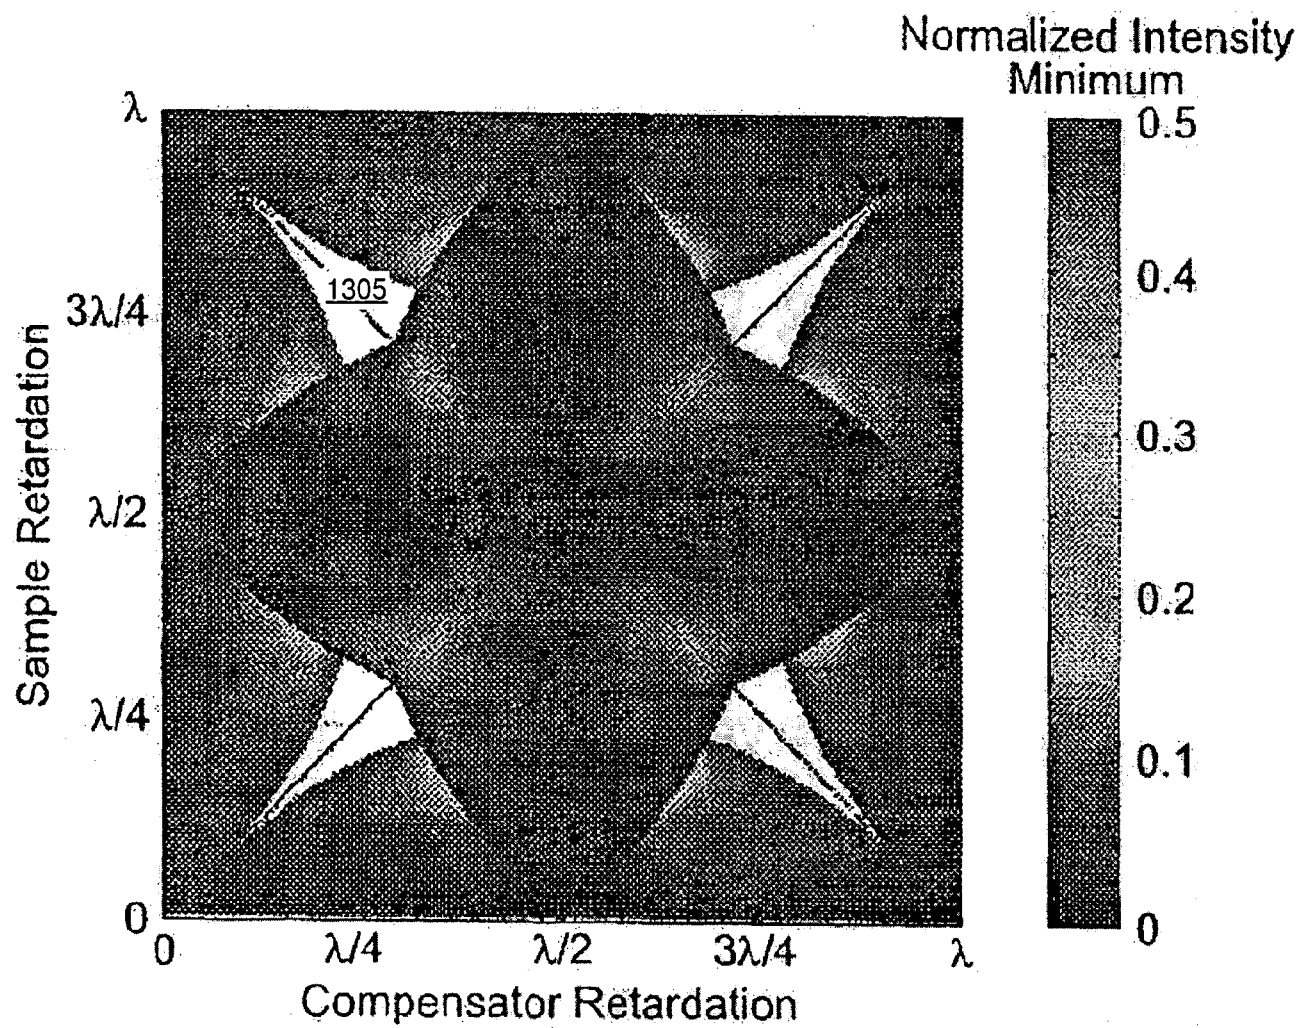 Normalized Intensity
Minimum
λ
3λ/4
λ/2
λ/4
0
Sample Retardation
1305
0
λ/4
λ/2
3λ/4
λ
Compensator Retardation
0.5
0.4
0.3
0.2
0.1
0